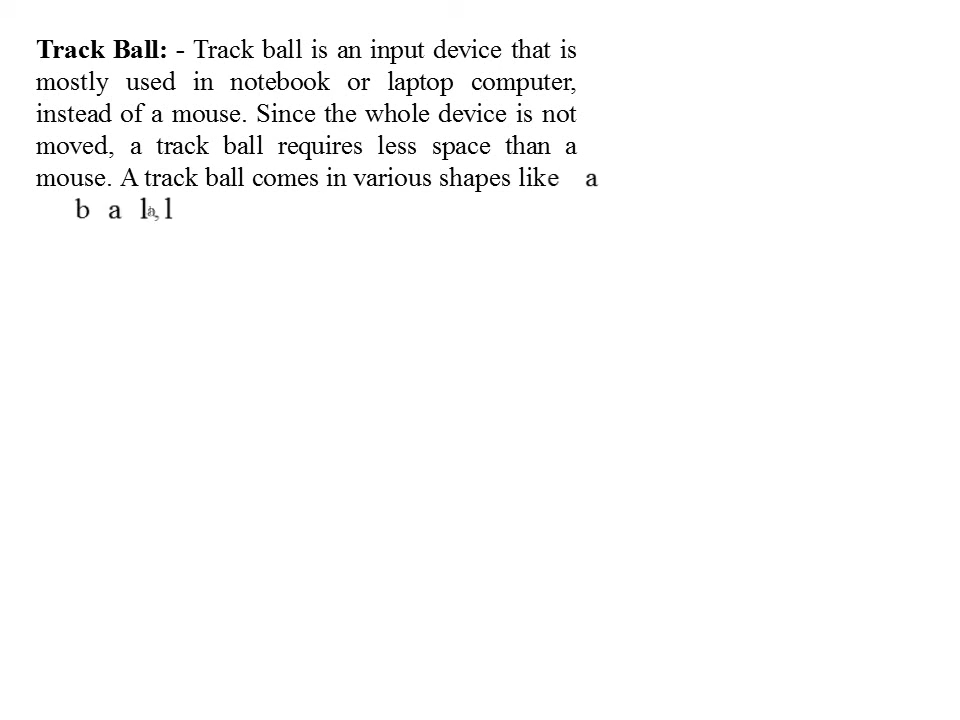 Track Ball: - Track ball is an input device that is
mostly used in notebook or laptop computer,
instead of a mouse. Since the whole device is not
moved, a track ball requires less space than a
mouse. A track ball comes in various shapes like a
b a l a, l